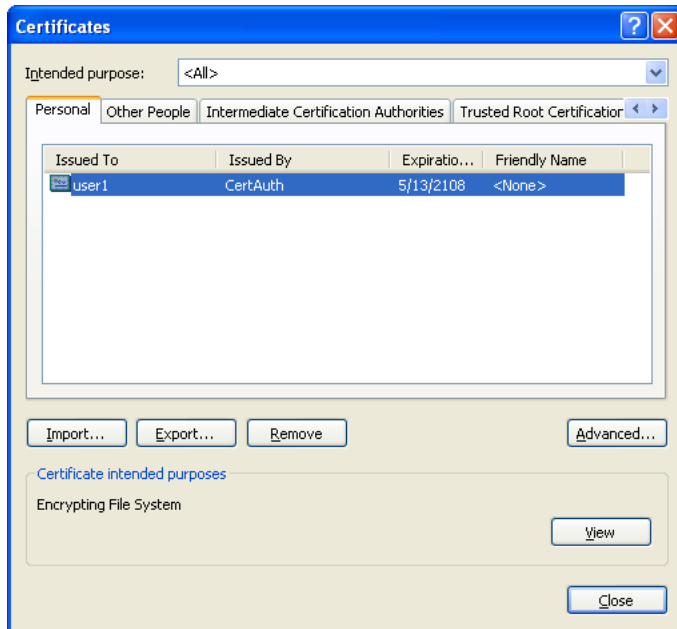 Certificates
Intended purpose: <All>
Personal Other People Intermediate Certification Authorities Trusted Root Certification
Issued To Issued By Expiratio... Friendly Name
user1 CertAuth 5/13/2108 <None>
Import... Export... Remove Advanced...
Certificate intended purposes
Encrypting File System
View
Close